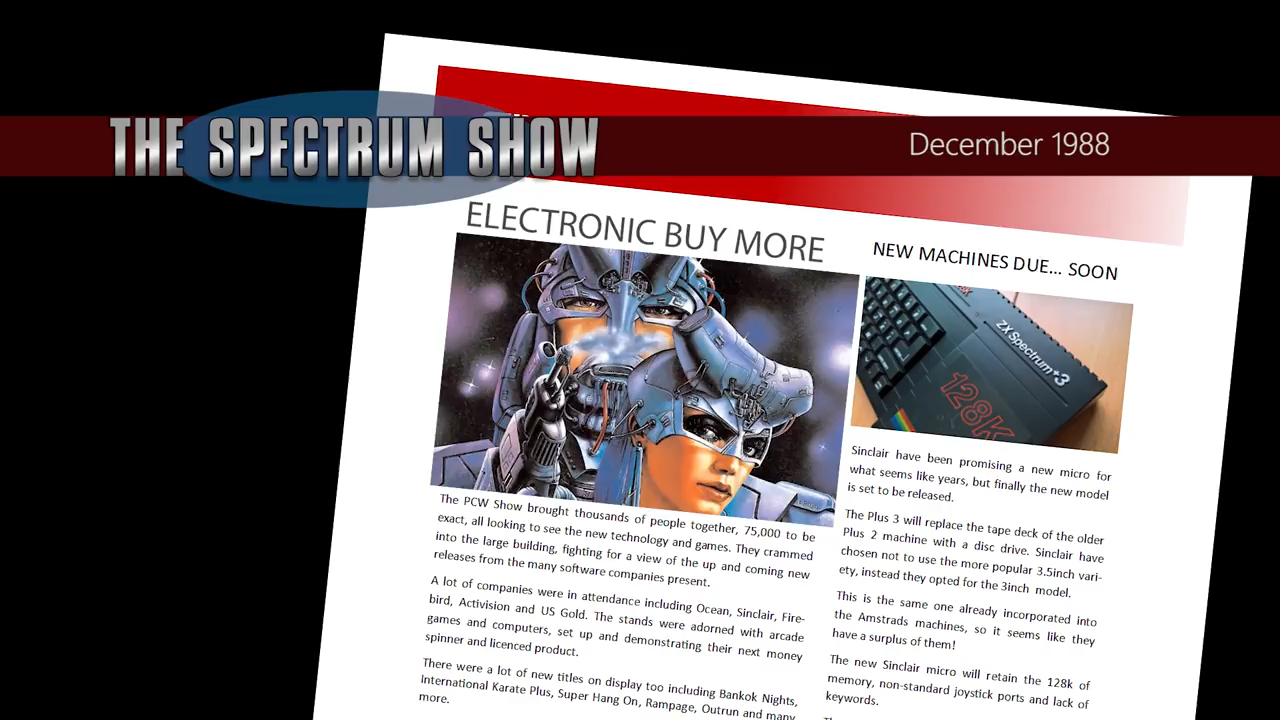 THE SPECTRUM SHOW
December 1988
ELECTRONIC BUY MORE
The PCW Show brought thousands of people together, 75,000 to be
exact, all looking to see the new technology and games. They crammed
into the large building, fighting for a view of the up and coming new
releases from the many software companies present.
A lot of companies were in attendance including Ocean, Sinclair, Fire-
bird, Activision and US Gold. The stands were adorned with arcade
games and computers, set up and demonstrating their next money
spinner and licenced product.
There were a lot of new titles on display too including Bankok Nights,
International Karate Plus, Super Hang On, Rampage, Outrun and many
more.
NEW MACHINES DUE... SOON
ZX Spectrum+3
128K
Sinclair have been promising a new micro for
what seems like years, but finally the new model
is set to be released.
The Plus 3 will replace the tape deck of the older
Plus 2 machine with a disc drive. Sinclair have
chosen not to use the more popular 3.5inch vari-
ety, instead they opted for the 3inch model.
This is the same one already incorporated into
the Amstrads machines, so it seems like they
have a surplus of them!
The new Sinclair micro will retain the 128k of
memory, non-standard joystick ports and lack of
keywords.